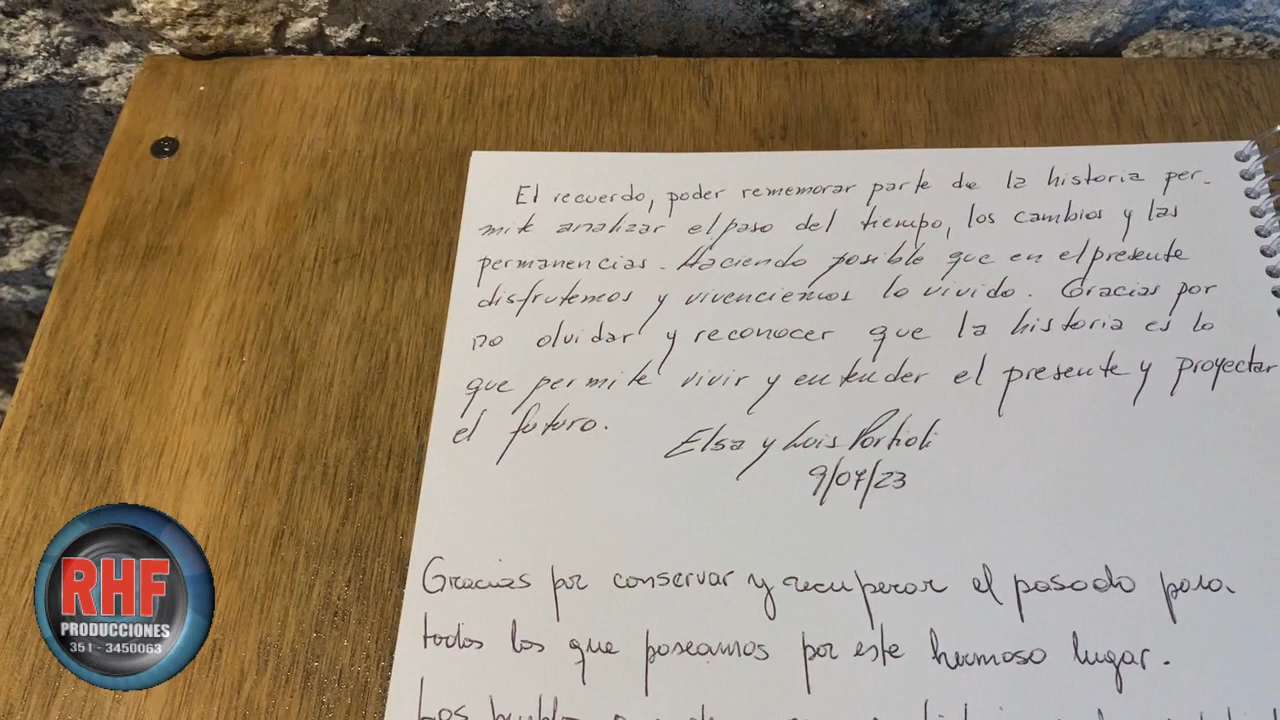 El recuerdo, poder rememorar parte de la historia per-
mite analizar el paso del tiempo, los cambios y las
permanencias. Haciendo posible que en el presente
disfrutemos y vivenciemos lo vivido. Gracias por
no olvidar y reconocer que la historia es lo
que permite vivir y entender el presente y proyectar
el futuro.
Elsa y Luis Portioli
9/07/23
Gracias por conservar y recuperar el pasado para
todos los que paseamos por este hermoso lugar.
Los
RHF
PRODUCCIONES
351 - 3450063